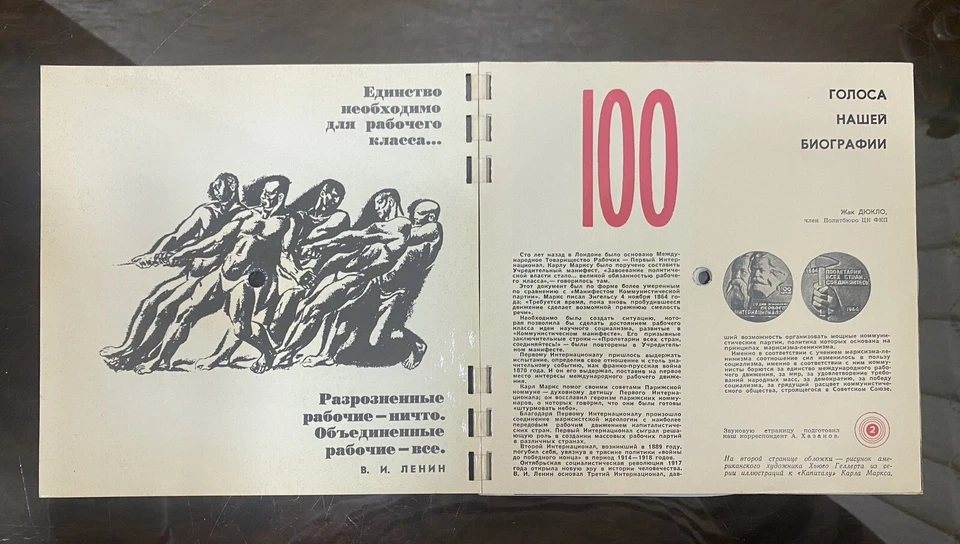 Единство
необходимо
для рабочего
класса...
Разрозненные
рабочие — ничто.
Объединенные
рабочие — все.
В. И. ЛЕНИН
100
ГОЛОСА
НАШЕЙ
БИОГРАФИИ
Жак ДЮКЛО,
член Политбюро ЦК ФКП
Сто лет назад в Лондоне было основано Между-
народное Товарищество Рабочих — Первый Интер-
национал. Карлу Марксу было поручено составить
Учредительный манифест. «Завоевание политиче-
ской власти стало... великой обязанностью рабоче-
го класса», — говорилось там.
Этот документ был по форме более умеренным
по сравнению с «Манифестом Коммунистической
партии». Маркс писал Энгельсу 4 ноября 1864 го-
да: «Требуется время, пока вновь пробудившееся
движение сделает возможным прежнюю смелость
речи».
Необходимо было создать ситуацию, кото-
рая позволила бы сделать достоянием рабочего
класса идеи научного социализма, развитые в
«Коммунистическом манифесте». Его призывные
заключительные строки — «Пролетарии всех стран,
соединяйтесь!» — были повторены в Учредитель-
ном манифесте.
Первому Интернационалу пришлось выдержать
испытание, определив свое отношение к столь зна-
чительному событию, как франко-прусская война
1870 года. И он его выдержал, поставив на первое
место интересы международного рабочего движе-
ния.
Карл Маркс помог своими советами Парижской
коммуне — духовному детищу Первого Интерна-
ционала; он восславил героизм парижских комму-
наров, о которых говорил, что они были готовы
«штурмовать небо».
Благодаря Первому Интернационалу произошло
соединение марксистской идеологии с наиболее
передовым рабочим движением капиталистиче-
ских стран. Первый Интернационал сыграл решаю-
щую роль в создании массовых рабочих партий
в различных странах.
Второй Интернационал, возникший в 1889 году,
погубил себя, увязнув в трясине политики «войны
до победного конца» в период 1914—1918 годов.
Октябрьская социалистическая революция 1917
года открыла новую эру в истории человечества.
В. И. Ленин основал Третий Интернационал, дав-
1864
ПРОЛЕТАРИИ
ВСЕХ СТРАН,
СОЕДИНЯЙТЕСЬ!
1964
100
ИНТЕРНАЦИОНАЛА
ший возможность организовать мощные коммуни-
стические партии, политика которых основана на
принципах марксизма-ленинизма.
Именно в соответствии с учением марксизма-ле-
нинизма соотношение сил изменилось в пользу
социализма, именно в соответствии с ним комму-
нисты борются за единство международного рабо-
чего движения, за мир, за удовлетворение требо-
ваний народных масс, за демократию, за победу
социализма, за грядущий расцвет коммунистиче-
ского общества, строящегося в Советском Союзе.
Звуковую страницу подготовил
наш корреспондент А. Хазанов.
2
На второй странице обложки — рисунок аме-
риканского художника Хьюго Геллерта из се-
рии иллюстраций к «Капиталу» Карла Маркса,